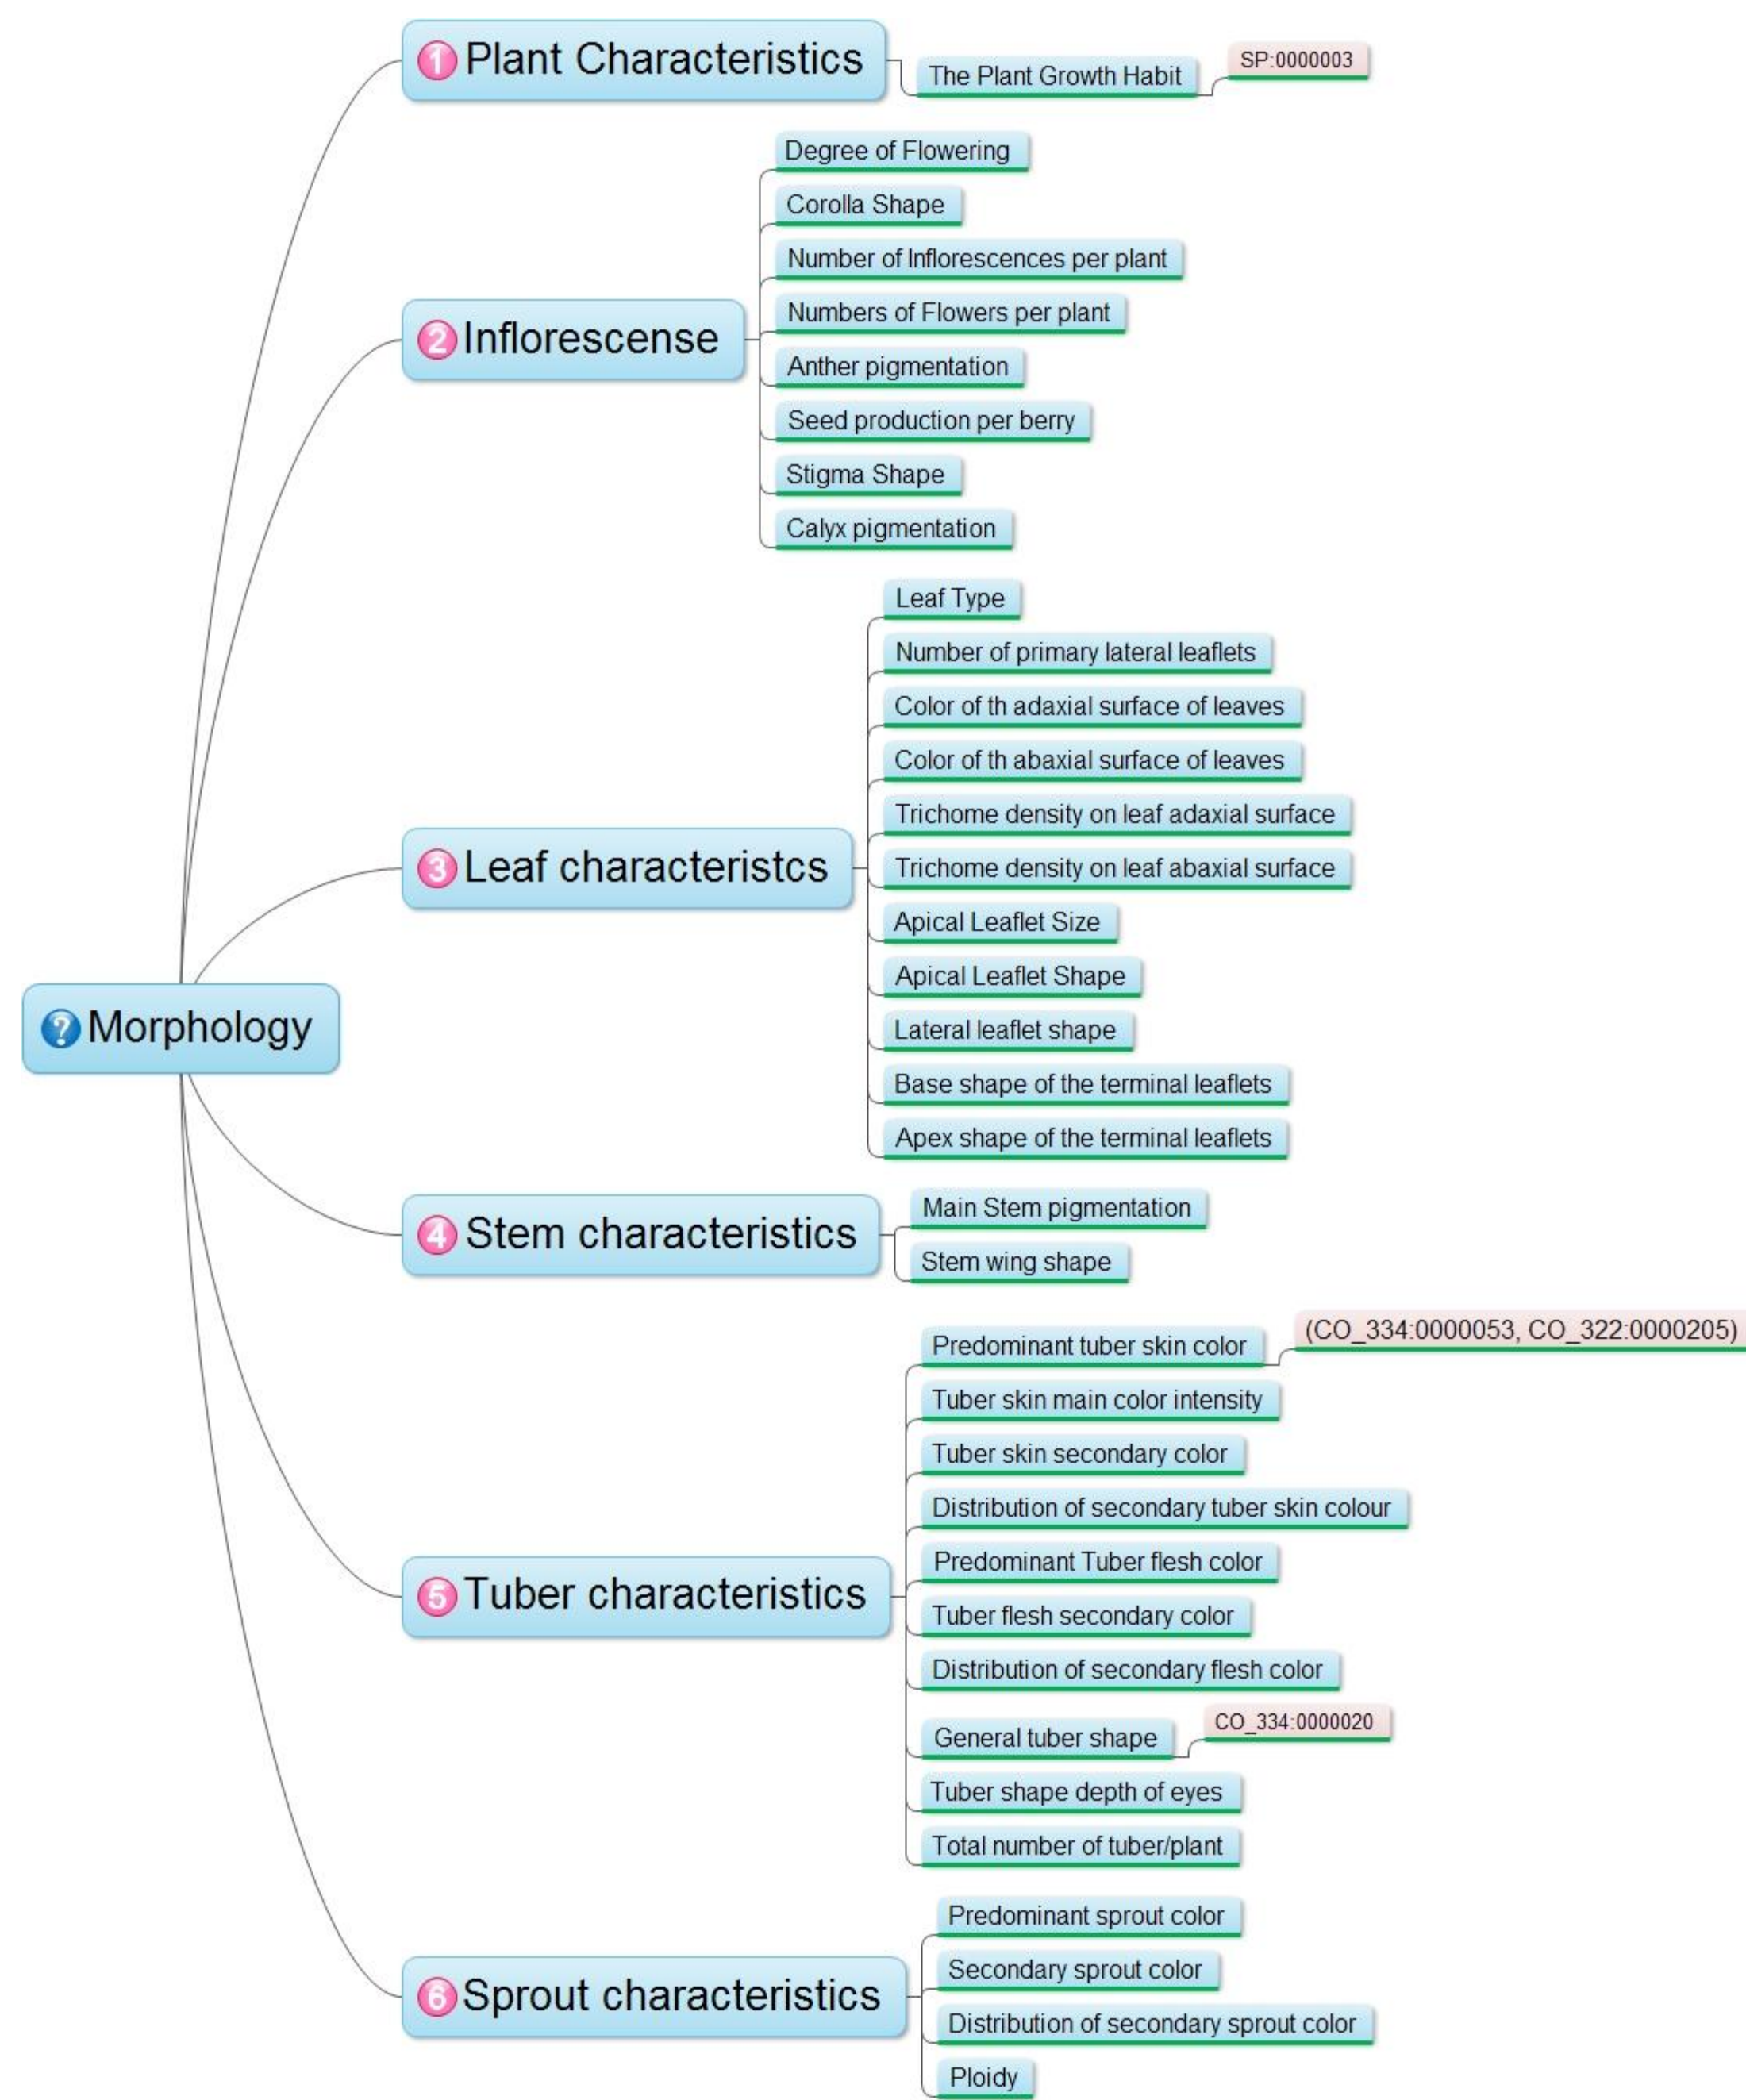 1 Plant Characteristics
The Plant Growth Habit
SP:0000003
Degree of Flowering
Corolla Shape
Number of Inflorescences per plant
Numbers of Flowers per plant
2 Inflorescense
Anther pigmentation
Seed production per berry
Stigma Shape
Calyx pigmentation
Leaf Type
Number of primary lateral leaflets
Color of th adaxial surface of leaves
Color of th abaxial surface of leaves
Trichome density on leaf adaxial surface
3 Leaf characteristcs
Trichome density on leaf abaxial surface
Apical Leaflet Size
Apical Leaflet Shape
Lateral leaflet shape
Base shape of the terminal leaflets
Apex shape of the terminal leaflets
? Morphology
4 Stem characteristics
Main Stem pigmentation
Stem wing shape
Predominant tuber skin color
(CO_334:0000053, CO_322:0000205)
Tuber skin main color intensity
Tuber skin secondary color
Distribution of secondary tuber skin colour
Predominant Tuber flesh color
5 Tuber characteristics
Tuber flesh secondary color
Distribution of secondary flesh color
General tuber shape
CO_334:0000020
Tuber shape depth of eyes
Total number of tuber/plant
Predominant sprout color
Secondary sprout color
6 Sprout characteristics
Distribution of secondary sprout color
Ploidy